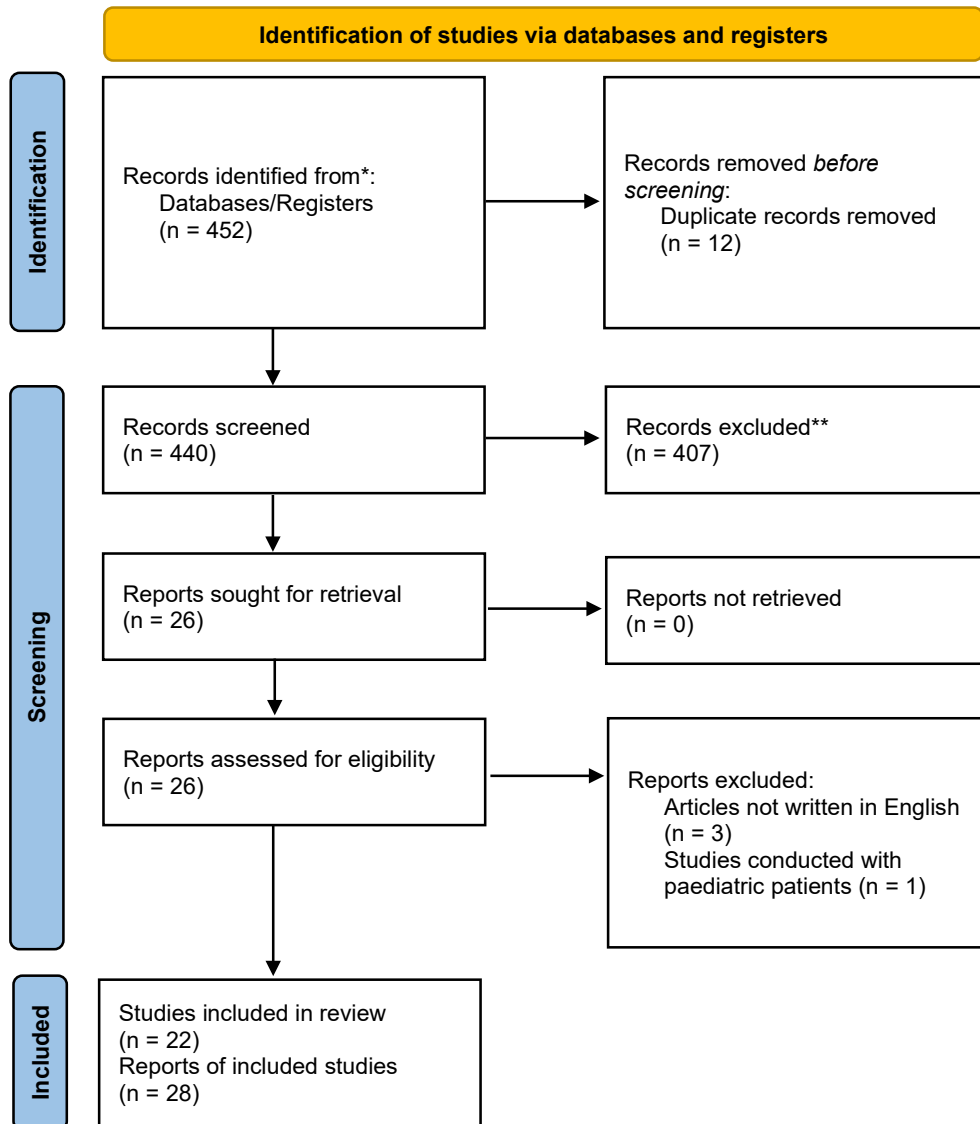 Identification of studies via databases and registers
Identification
Records identified from*:
Databases/Registers
(n = 452)
Records removed before
screening:
Duplicate records removed
(n = 12)
Screening
Records screened
(n = 440)
Records excluded**
(n = 407)
Reports sought for retrieval
(n = 26)
Reports not retrieved
(n = 0)
Reports assessed for eligibility
(n = 26)
Reports excluded:
Articles not written in English
(n = 3)
Studies conducted with
paediatric patients (n = 1)
Included
Studies included in review
(n = 22)
Reports of included studies
(n = 28)